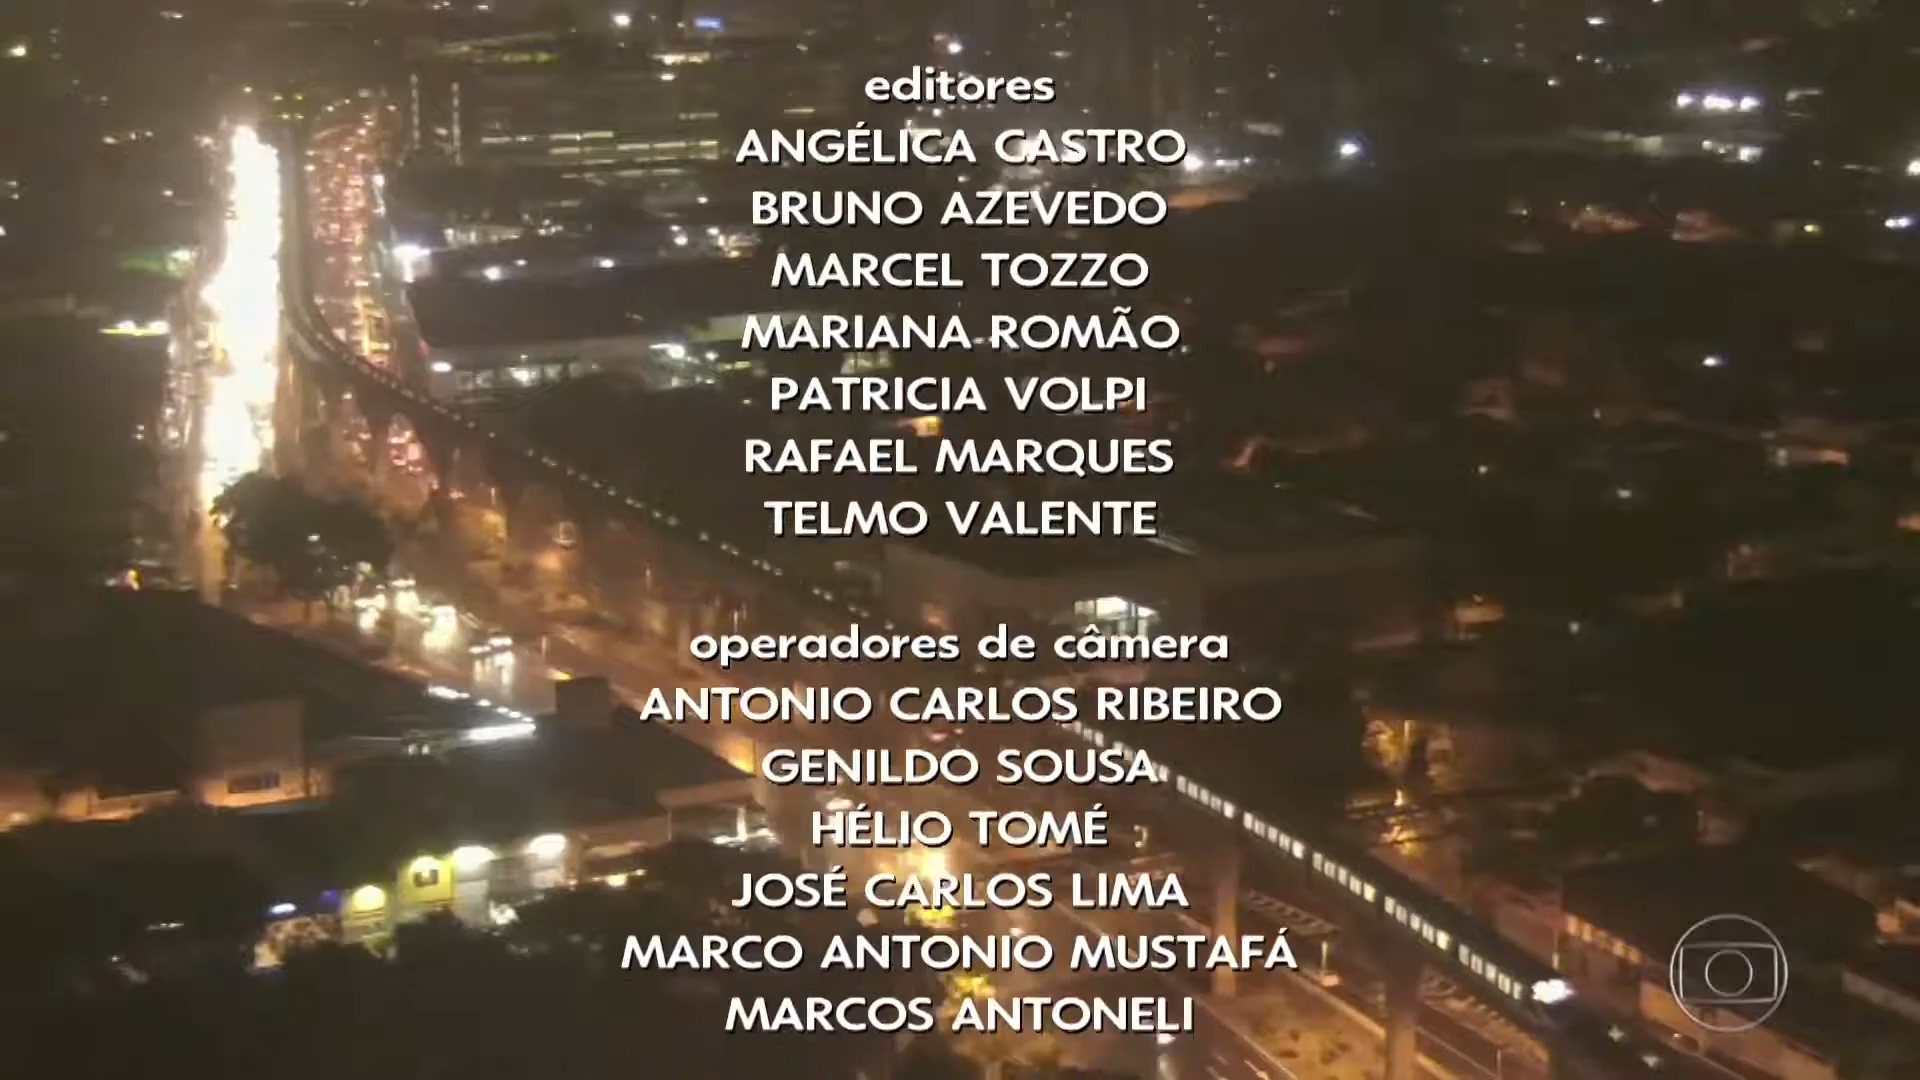 editores
ANGÉLICA CASTRO
BRUNO AZEVEDO
MARCEL TOZZO
MARIANA ROMÃO
PATRICIA VOLPI
RAFAEL MARQUES
TELMO VALENTE
operadores de câmera
ANTONIO CARLOS RIBEIRO
GENILDO SOUSA
HÉLIO TOMÉ
JOSÉ CARLOS LIMA
MARCO ANTONIO MUSTAFÁ
MARCOS ANTONELI